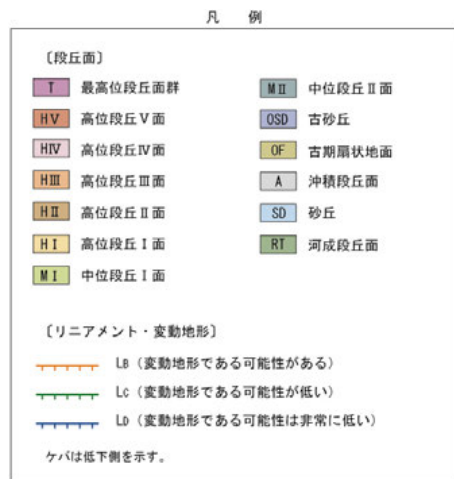 凡 例
〔段丘面〕
T 最高位段丘面群
HⅤ 高位段丘Ⅴ面
HⅣ 高位段丘Ⅳ面
HⅢ 高位段丘Ⅲ面
HⅡ 高位段丘Ⅱ面
HⅠ 高位段丘Ⅰ面
MⅠ 中位段丘Ⅰ面
MⅡ 中位段丘Ⅱ面
OSD 古砂丘
OF 古期扇状地面
A 沖積段丘面
SD 砂丘
RT 河成段丘面
〔リニアメント・変動地形〕
LB (変動地形である可能性がある)
LC (変動地形である可能性が低い)
LD (変動地形である可能性は非常に低い)
ケバは低下側を示す。